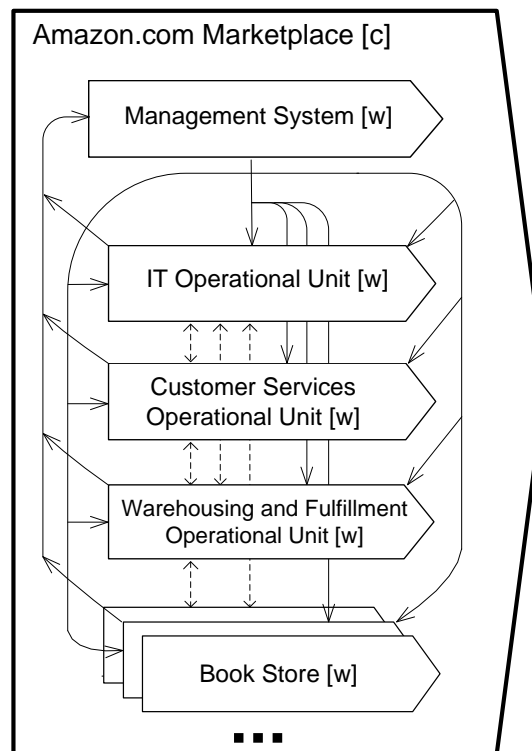 Amazon.com Marketplace [c]
Management System [w]
IT Operational Unit [w]
Customer Services
Operational Unit [w]
Warehousing and Fulfillment
Operational Unit [w]
Book Store [w]